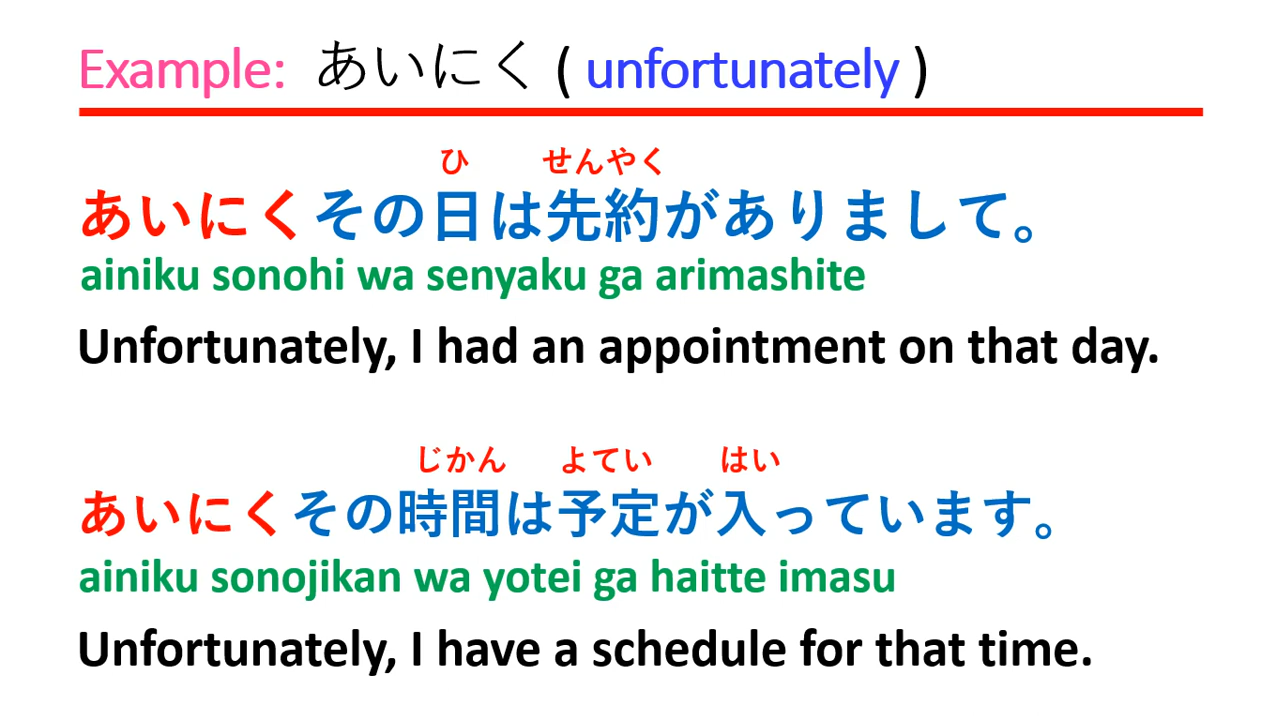 Example: あいにく ( unfortunately )
ひ せんやく
あいにくその日は先約がありまして。
ainiku sonohi wa senyaku ga arimashite
Unfortunately, I had an appointment on that day.
じかん よてい はい
あいにくその時間は予定が入っています。
ainiku sonojikan wa yotei ga haitte imasu
Unfortunately, I have a schedule for that time.